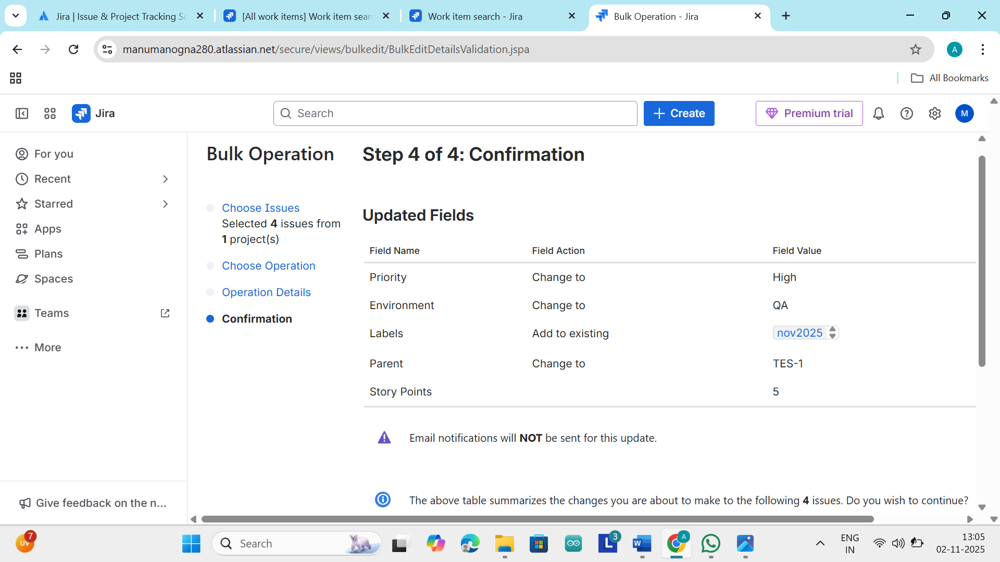 Jira | Issue & Project Tracking So
[All work items] Work item sear
Work item search - Jira
Bulk Operation - Jira
manumanogna280.atlassian.net/secure/views/bulkedit/BulkEditDetailsValidation.jspa
A
All Bookmarks
Jira
Search
Create
Premium trial
M
For you
Recent
Starred
Apps
Plans
Spaces
Teams
More
Give feedback on the n...
Bulk Operation
Choose Issues
Selected 4 issues from
1 project(s)
Choose Operation
Operation Details
Confirmation
Step 4 of 4: Confirmation
Updated Fields
Field Name Field Action Field Value
Priority Change to High
Environment Change to QA
Labels Add to existing nov2025
Parent Change to TES-1
Story Points 5
Email notifications will NOT be sent for this update.
The above table summarizes the changes you are about to make to the following 4 issues. Do you wish to continue?
UV
7
Search
L
3
W
A
ENG
IN
13:05
02-11-2025